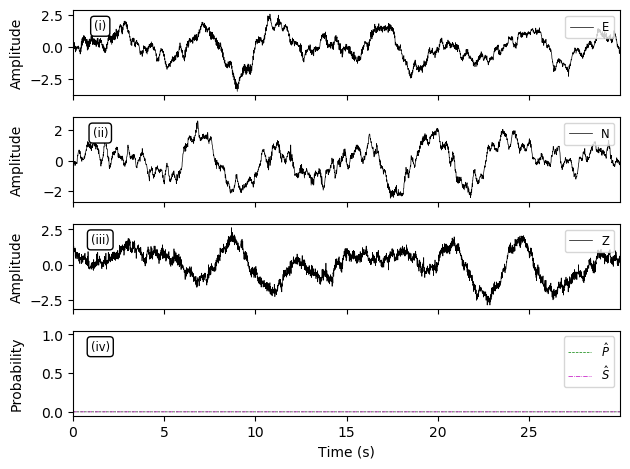 2.5
0.0
−2.5
Amplitude
(i)
E
2
0
−2
Amplitude
(ii)
N
2.5
0.0
−2.5
Amplitude
(iii)
Z
1.0
0.5
0.0
Probability
(iv)
P̂
Ŝ
0 5 10 15 20 25
Time (s)